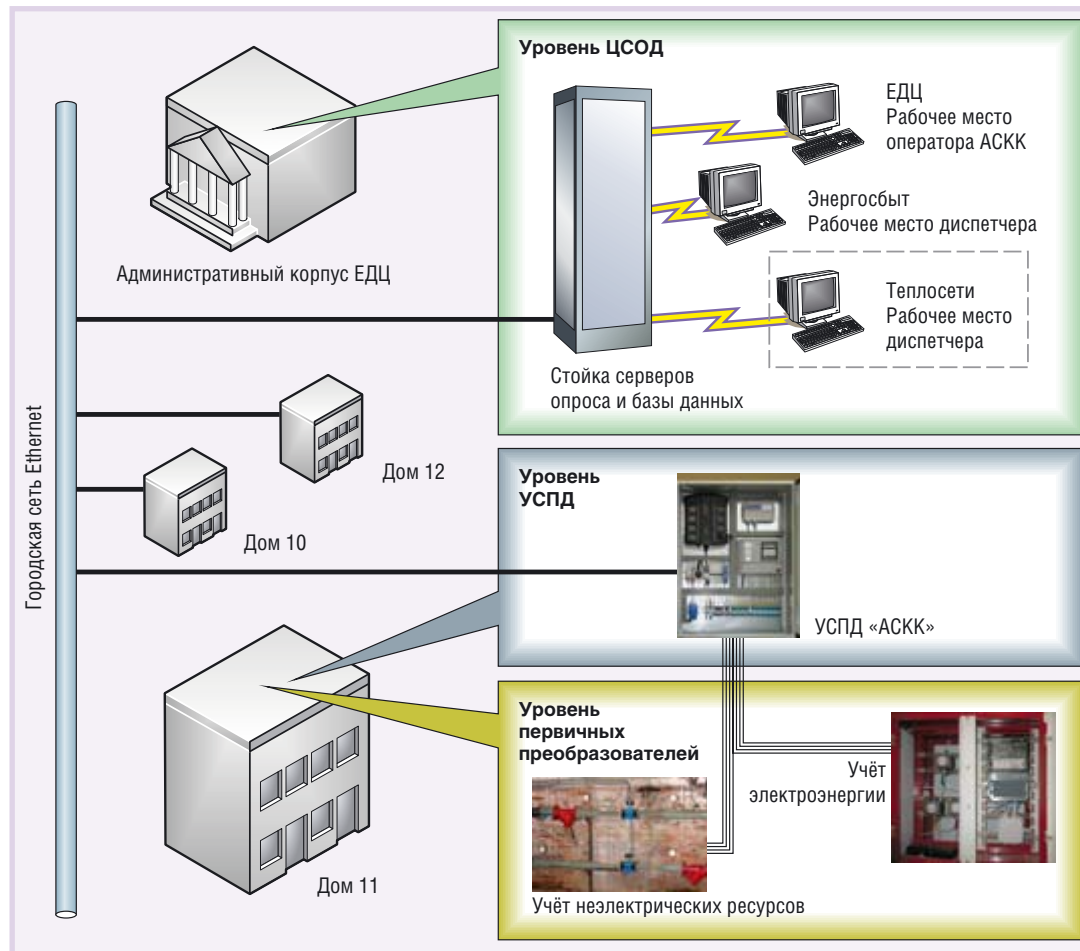 Уровень ЦСОД
ЕДЦ
Рабочее место
оператора АСКК
Энергосбыт
Рабочее место диспетчера
Административный корпус ЕДЦ
Теплосети
Рабочее место
диспетчера
Стойка серверов
опроса и базы данных
Городская сеть Ethernet
Дом 12
Дом 10
Уровень
УСПД
УСПД «АСКК»
Уровень
первичных
преобразователей
Учёт
электроэнергии
Дом 11
Учёт неэлектрических ресурсов